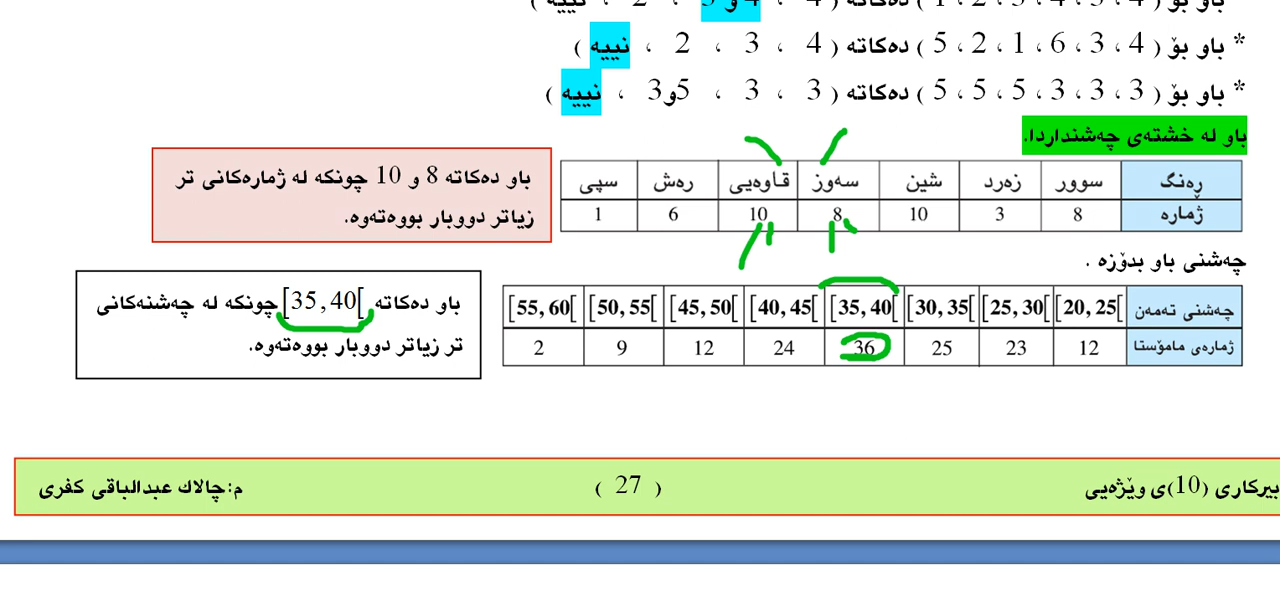 * باو بۆ ( 4 ، 3 ، 6 ، 1 ، 2 ، 5 ) دەکاتە ( 4 ، 3 ، 2 ، نییە )
* باو بۆ ( 3 ، 3 ، 3 ، 5 ، 5 ، 5 ) دەکاتە ( 3 ، 3 ، 5و3 ، نییە )
باو لە خشتەی چەشنداردا.
ڕەنگ سوور زەرد شین سەوز قاوەیی رەش سپی
ژمارە 8 3 10 8 10 6 1
باو دەکاتە 8 و 10 چونکە لە ژمارەکانی تر
زیاتر دووبار بووەتەوە.
چەشنی باو بدۆزە .
چەشنی تەمەن [20, 25[ [25, 30[ [30, 35[ [35, 40[ [40, 45[ [45, 50[ [50, 55[ [55, 60[
ژمارەی مامۆستا 12 23 25 36 24 12 9 2
باو دەکاتە [35, 40[ چونکە لە چەشنەکانی
تر زیاتر دووبار بووەتەوە.
بیرکاری (10)ی وێژەیی ( 27 ) م:چالاك عبدالباقی کفری